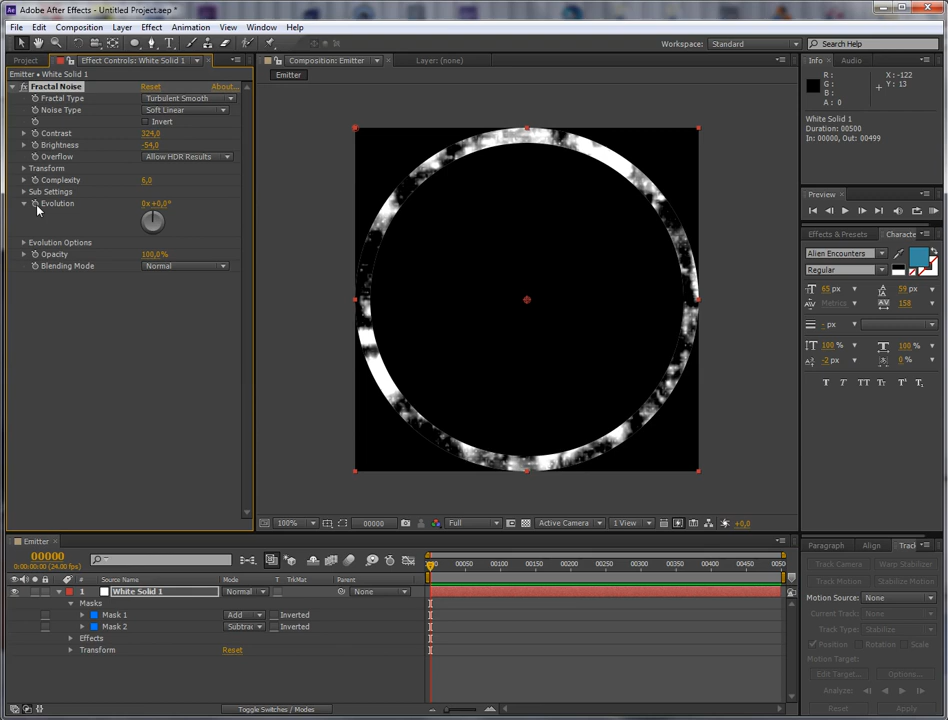 Adobe After Effects - Untitled Project.aep *
File Edit Composition Layer Effect Animation View Window Help
Workspace: Standard Search Help
Project Effect Controls: White Solid 1
Emitter • White Solid 1
fx Fractal Noise Reset About...
Fractal Type Turbulent Smooth
Noise Type Soft Linear
Invert
Contrast 324,0
Brightness -54,0
Overflow Allow HDR Results
Transform
Complexity 6,0
Sub Settings
Evolution 0x+0,0°
Evolution Options
Opacity 100,0%
Blending Mode Normal
Composition: Emitter Layer: (none)
Emitter
100% 00000 Full Active Camera 1 View +0,0
Info Audio
R : X : -122
G : Y : 13
B :
A : 0
White Solid 1
Duration: 00500
In: 00000, Out: 00499
Preview
Effects & Presets Characte
Alien Encounters
Regular
65 px 59 px
Metrics 158
- px
100 % 100 %
-2 px 0 %
T T TT Tт T¹ T₁
Emitter
00000
0:00:00:00 (24.00 fps)
# Source Name Mode T TrkMat Parent
1 White Solid 1 Normal None
Masks
Mask 1 Add Inverted
Mask 2 Subtrac Inverted
Effects
Transform Reset
00050 00100 00150 00200 00250 00300 00350 00400 00450 0050
Toggle Switches / Modes
Paragraph Align Track
Track Camera Warp Stabilizer
Track Motion Stabilize Motion
Motion Source: None
Current Track: None
Track Type: Stabilize
Position Rotation Scale
Motion Target:
Edit Target... Options...
Analyze:
Reset Apply